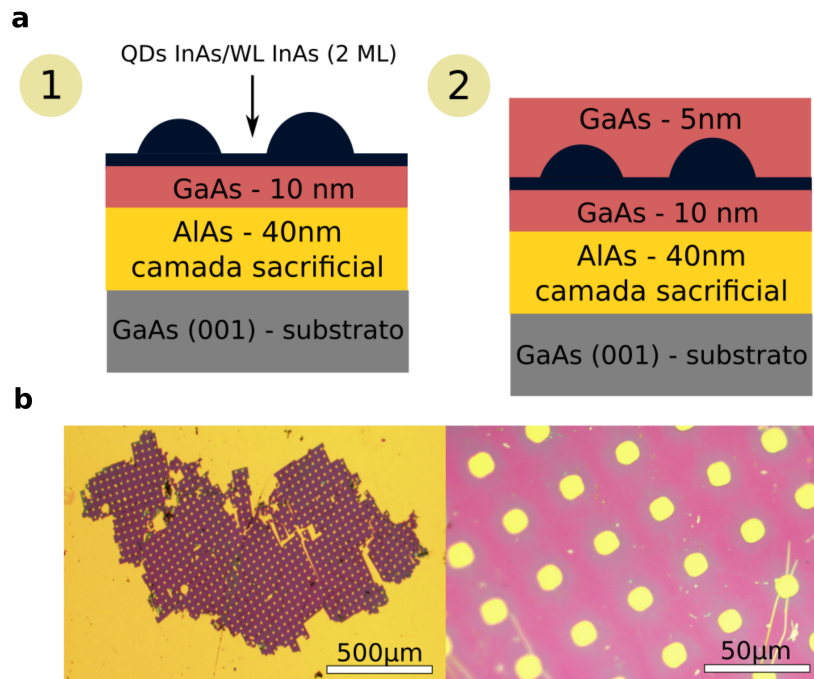 a
1
QDs InAs/WL InAs (2 ML)
GaAs - 10 nm
AlAs - 40nm
camada sacrificial
GaAs (001) - substrato
2
GaAs - 5nm
GaAs - 10 nm
AlAs - 40nm
camada sacrificial
GaAs (001) - substrato
b
500μm
50μm